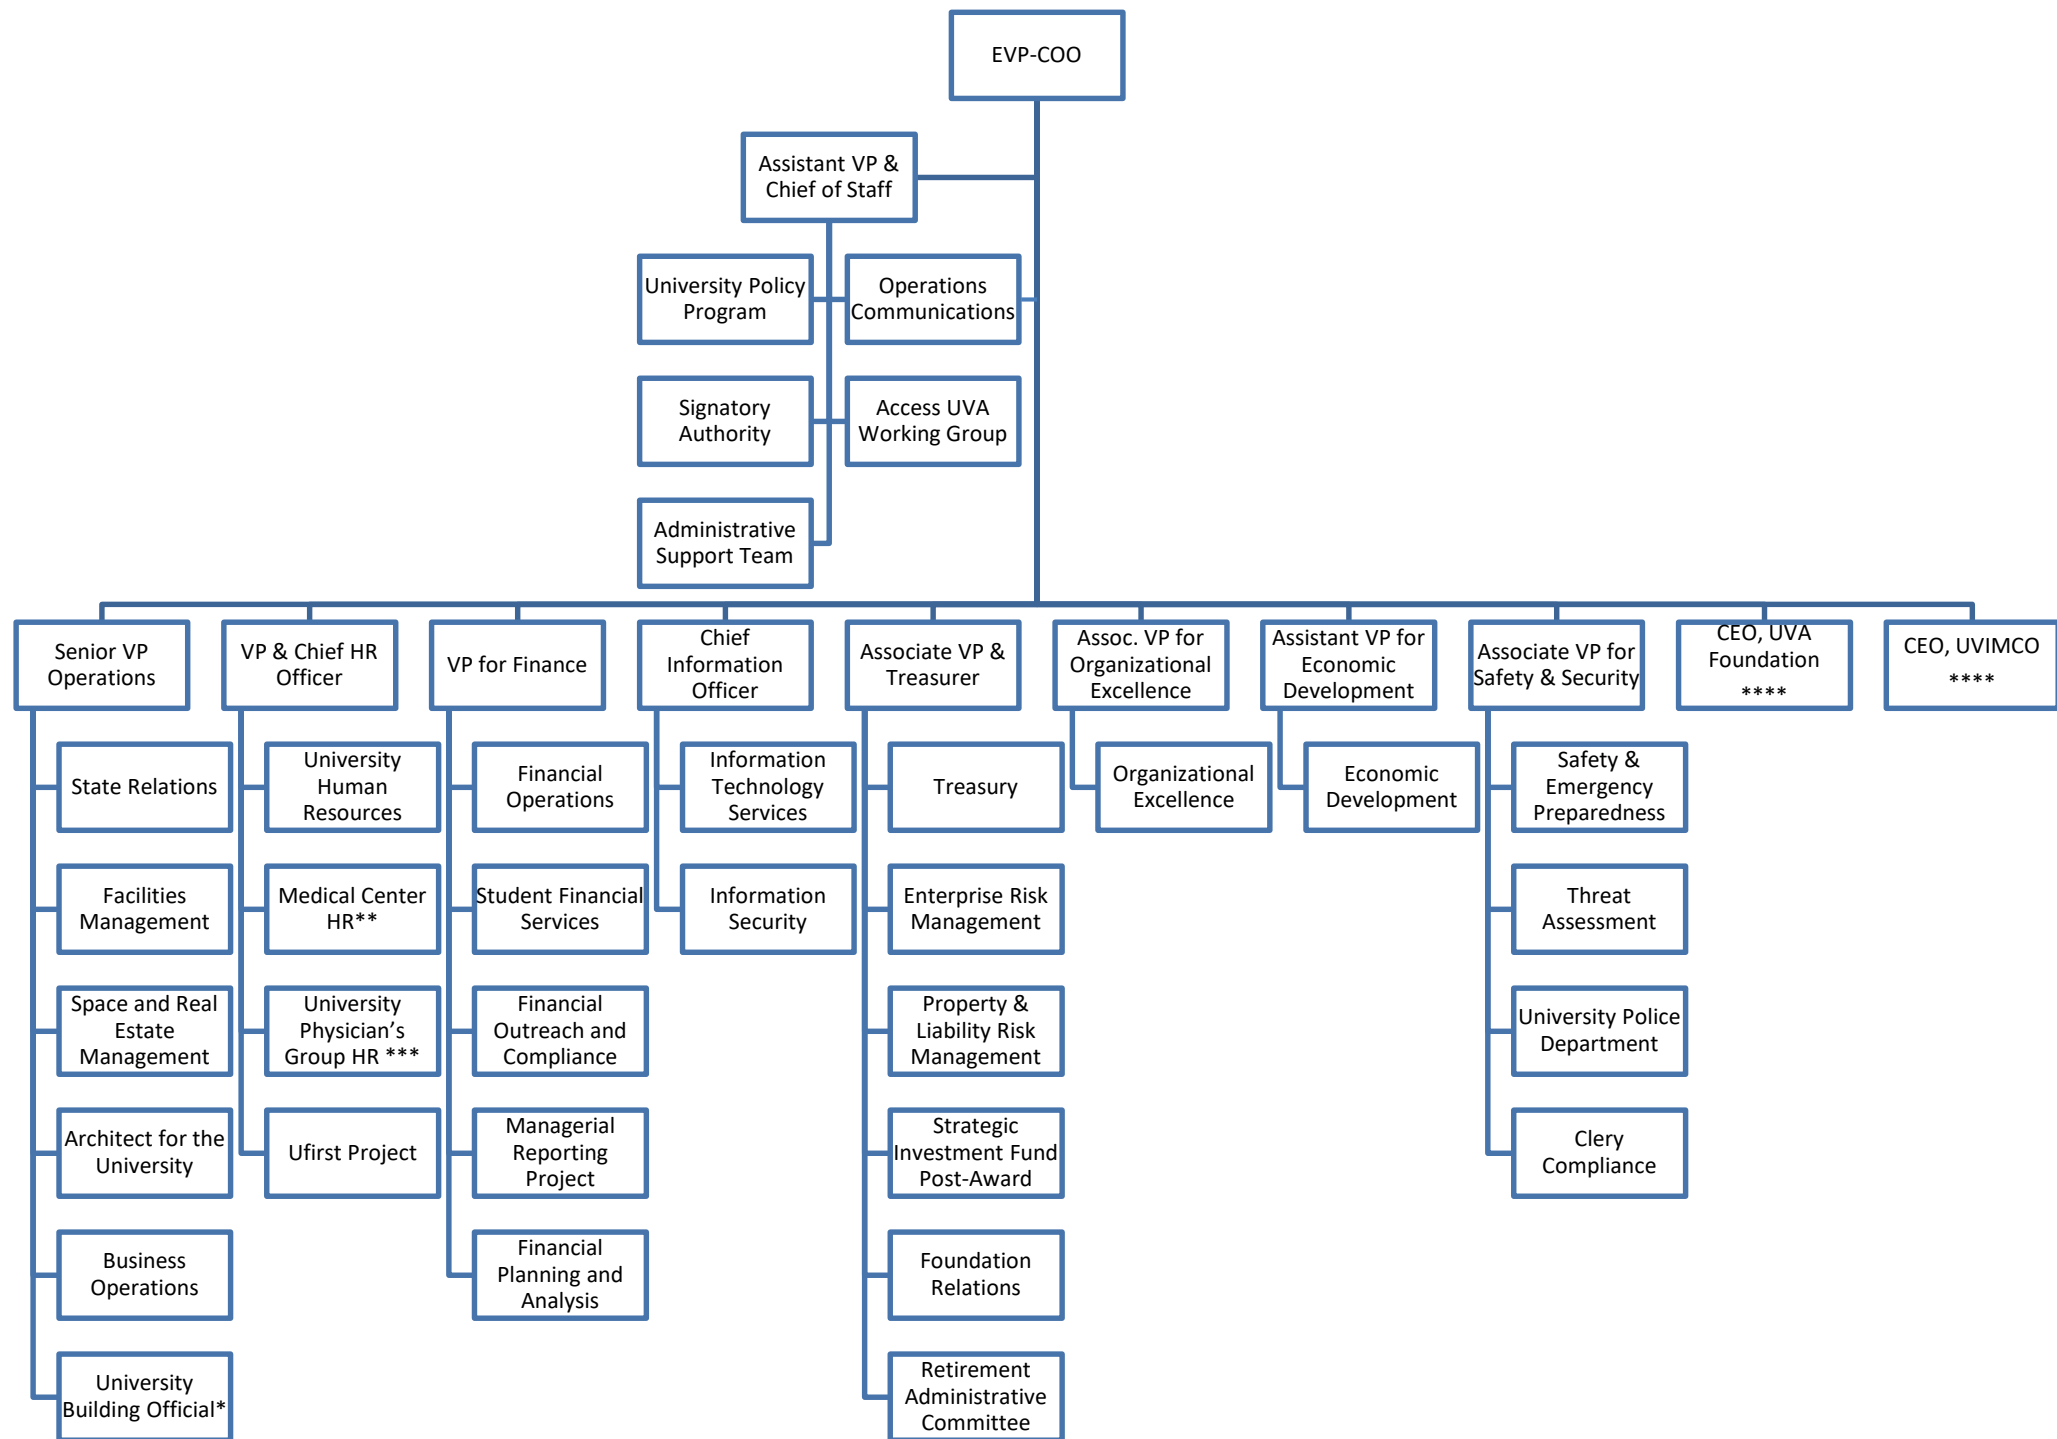 EVP-COO
Assistant VP &
Chief of Staff
University Policy
Program
Operations
Communications
Signatory
Authority
Access UVA
Working Group
Administrative
Support Team
Senior VP
Operations
VP & Chief HR
Officer
VP for Finance
Chief
Information
Officer
Associate VP &
Treasurer
Assoc. VP for
Organizational
Excellence
Assistant VP for
Economic
Development
Associate VP for
Safety & Security
CEO, UVA
Foundation
****
CEO, UVIMCO
****
State Relations
Facilities
Management
Space and Real
Estate
Management
Architect for the
University
Business
Operations
University
Building Official*
University
Human
Resources
Medical Center
HR**
University
Physician’s
Group HR ***
Ufirst Project
Financial
Operations
Student Financial
Services
Financial
Outreach and
Compliance
Managerial
Reporting
Project
Financial
Planning and
Analysis
Information
Technology
Services
Information
Security
Treasury
Enterprise Risk
Management
Property &
Liability Risk
Management
Strategic
Investment Fund
Post-Award
Foundation
Relations
Retirement
Administrative
Committee
Organizational
Excellence
Economic
Development
Safety &
Emergency
Preparedness
Threat
Assessment
University Police
Department
Clery
Compliance